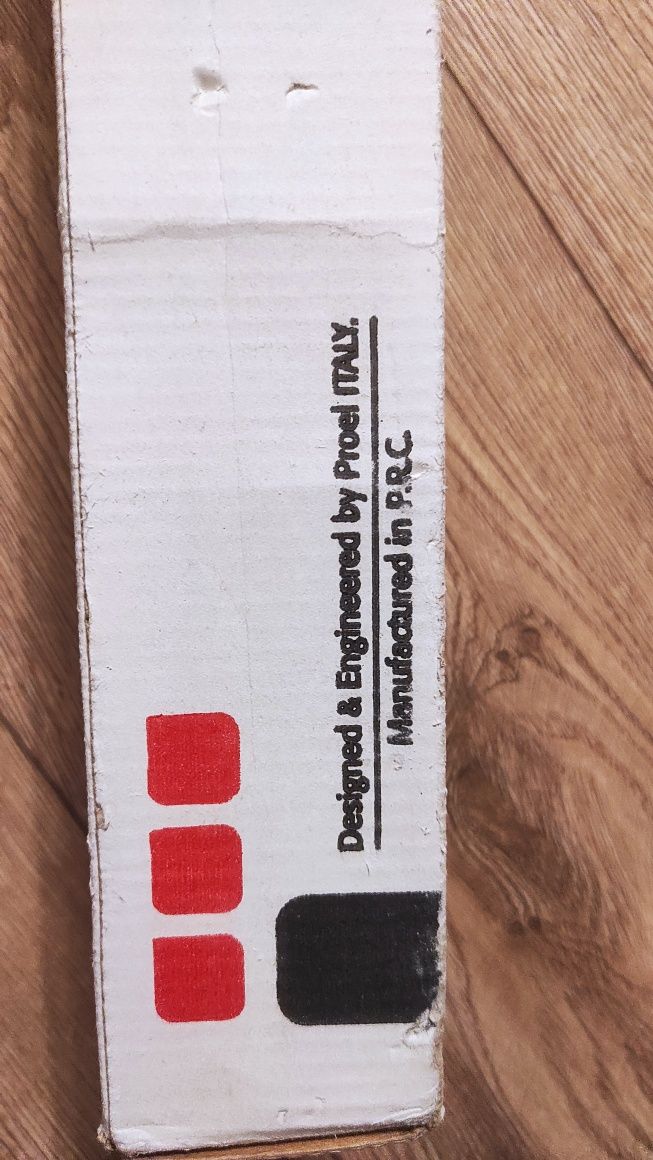 Designed & Engineered by Proel ITALY.
Manufactured in P.R.C.